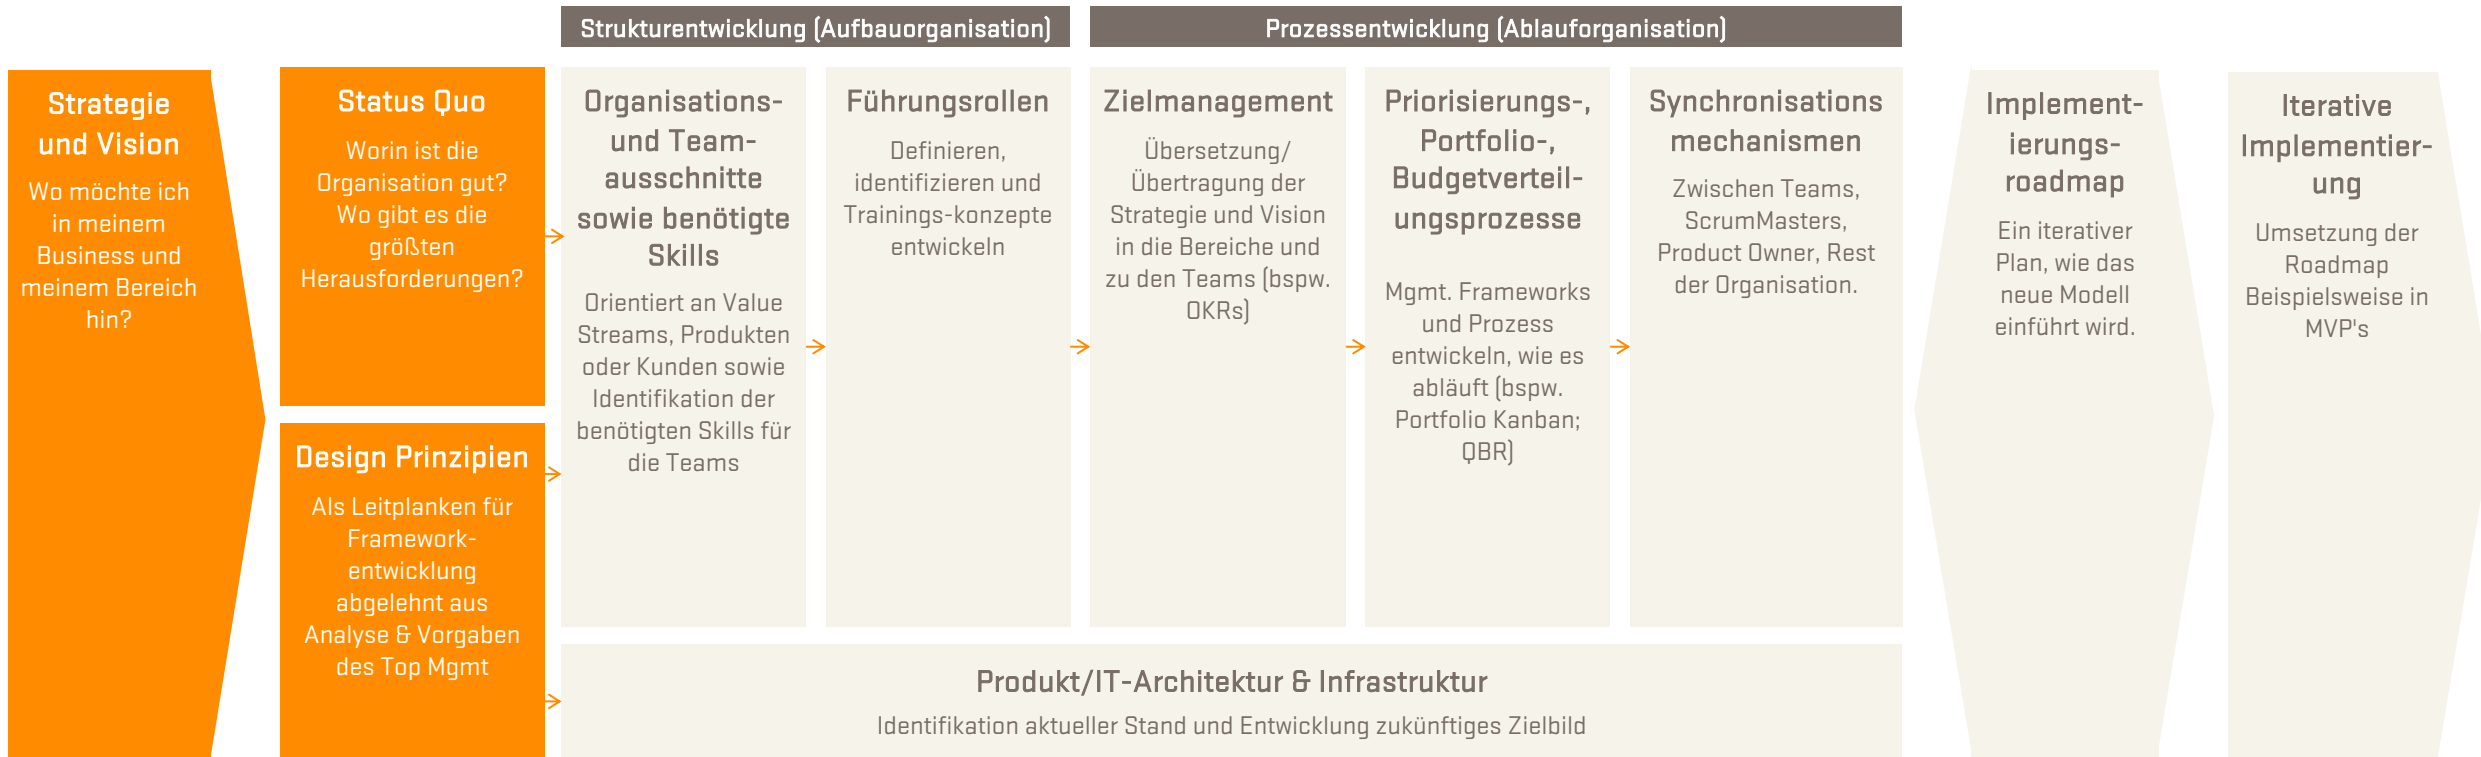 Strukturentwicklung (Aufbauorganisation)
Prozessentwicklung (Ablauforganisation)
Strategie
und Vision
Wo möchte ich
in meinem
Business und
meinem Bereich
hin?
Status Quo
Worin ist die
Organisation gut?
Wo gibt es die
größten
Herausforderungen?
Design Prinzipien
Als Leitplanken für
Framework-
entwicklung
abgelehnt aus
Analyse & Vorgaben
des Top Mgmt
Organisations-
und Team-
ausschnitte
sowie benötigte
Skills
Orientiert an Value
Streams, Produkten
oder Kunden sowie
Identifikation der
benötigten Skills für
die Teams
Führungsrollen
Definieren,
identifizieren und
Trainings-konzepte
entwickeln
Zielmanagement
Übersetzung/
Übertragung der
Strategie und Vision
in die Bereiche und
zu den Teams (bspw.
OKRs)
Priorisierungs-,
Portfolio-,
Budgetverteil-
ungsprozesse
Mgmt. Frameworks
und Prozess
entwickeln, wie es
abläuft (bspw.
Portfolio Kanban;
QBR)
Synchronisations
mechanismen
Zwischen Teams,
ScrumMasters,
Product Owner, Rest
der Organisation.
Produkt/IT-Architektur & Infrastruktur
Identifikation aktueller Stand und Entwicklung zukünftiges Zielbild
Implement-
ierungs-
roadmap
Ein iterativer
Plan, wie das
neue Modell
einführt wird.
Iterative
Implementier-
ung
Umsetzung der
Roadmap
Beispielsweise in
MVP's